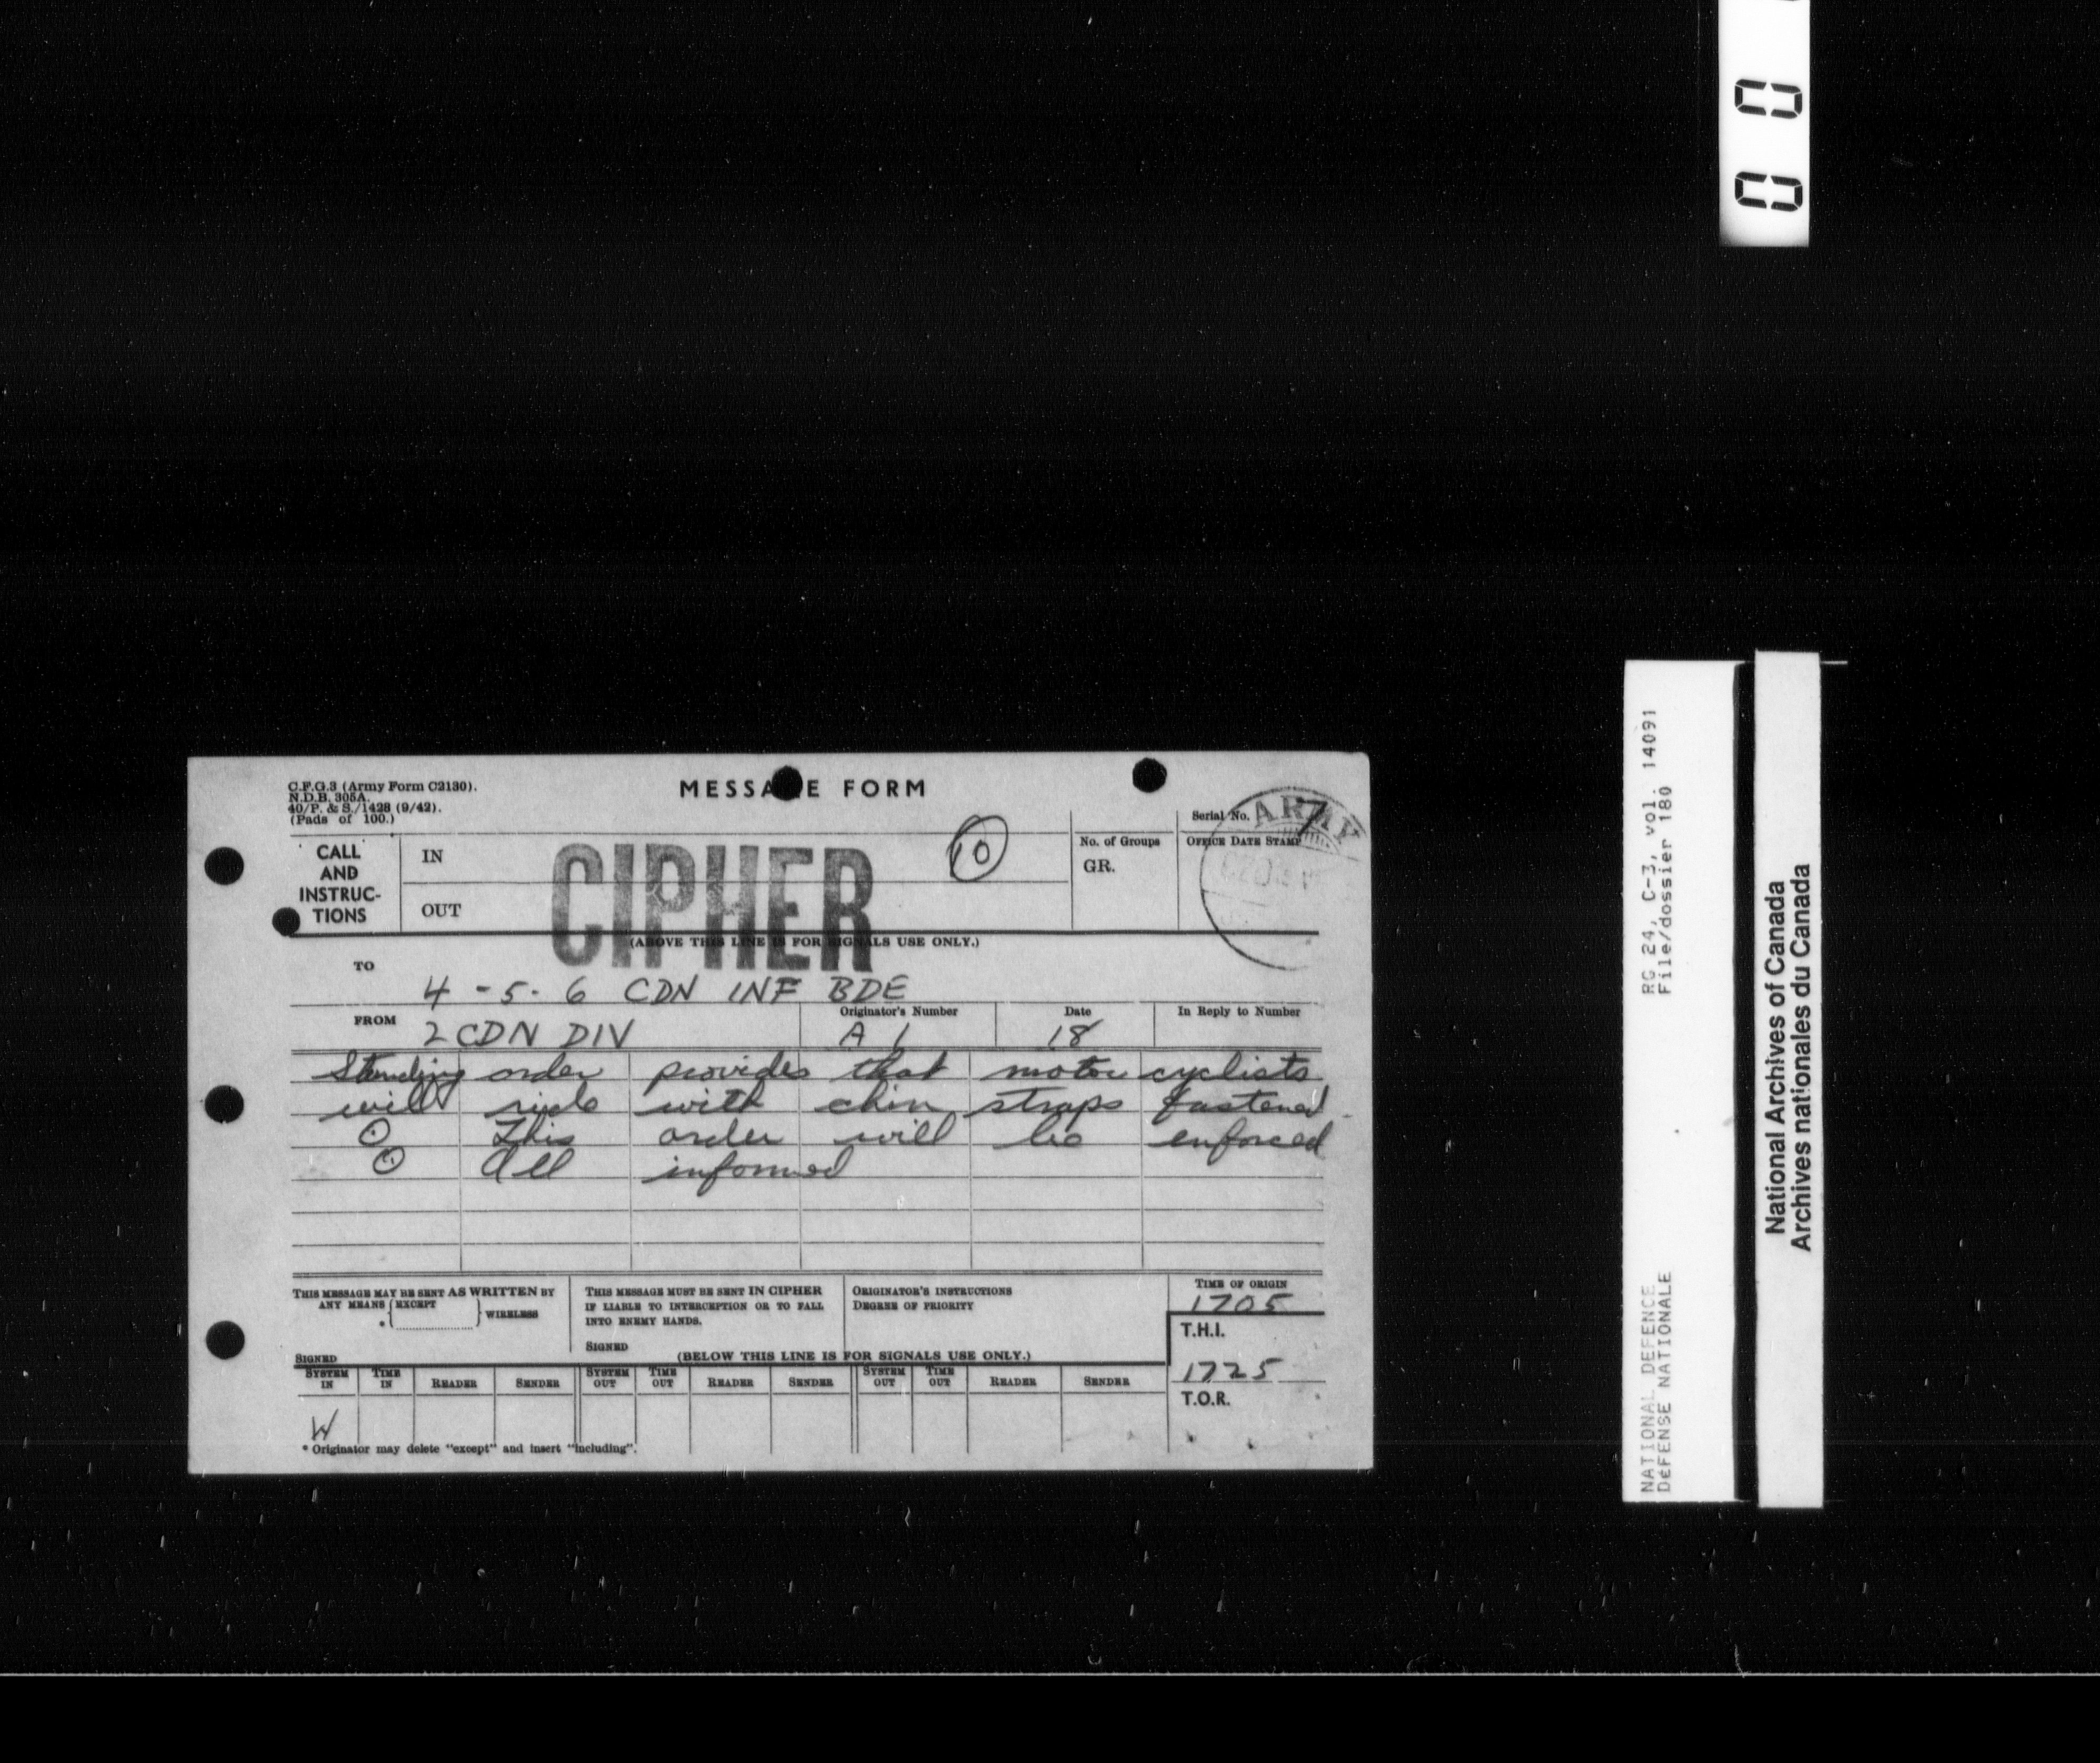 0 0
C.F.G.3 (Army Form C2130).
N.D.B. 305A.
40/P. & S./1428 (9/42).
(Pads of 100.)
MESSA E FORM
Serial No. 7
ARMY
CALL AND INSTRUC-TIONS
IN
OUT
CIPHER
10
No. of Groups
GR.
OFFICE DATE STAMP
(ABOVE THIS LINE IS FOR SIGNALS USE ONLY.)
TO
4 - 5 - 6 CDN INF BDE
FROM
2 CDN DIV
Originator's Number
A 1
Date
18
In Reply to Number
Standing order provides that motor cyclists
will ride with chin straps fastened
⊙ This order will be enforced
⊙ All informed
THIS MESSAGE MAY BE SENT AS WRITTEN BY
ANY MEANS (EXCEPT
* WIRELESS
SIGNED
THIS MESSAGE MUST BE SENT IN CIPHER
IF LIABLE TO INTERCEPTION OR TO FALL
INTO ENEMY HANDS.
SIGNED
ORIGINATOR'S INSTRUCTIONS
DEGREE OF PRIORITY
TIME OF ORIGIN
1705
T.H.I.
1725
T.O.R.
(BELOW THIS LINE IS FOR SIGNALS USE ONLY.)
SYSTEM IN TIME IN READER SENDER SYSTEM OUT TIME OUT READER SENDER SYSTEM OUT TIME OUT READER SENDER
W
* Originator may delete "except" and insert "including".
RG 24, C-3, vol. 14091
File/dossier 180
NATIONAL DEFENCE
DéFENSE NATIONALE
National Archives of Canada
Archives nationales du Canada